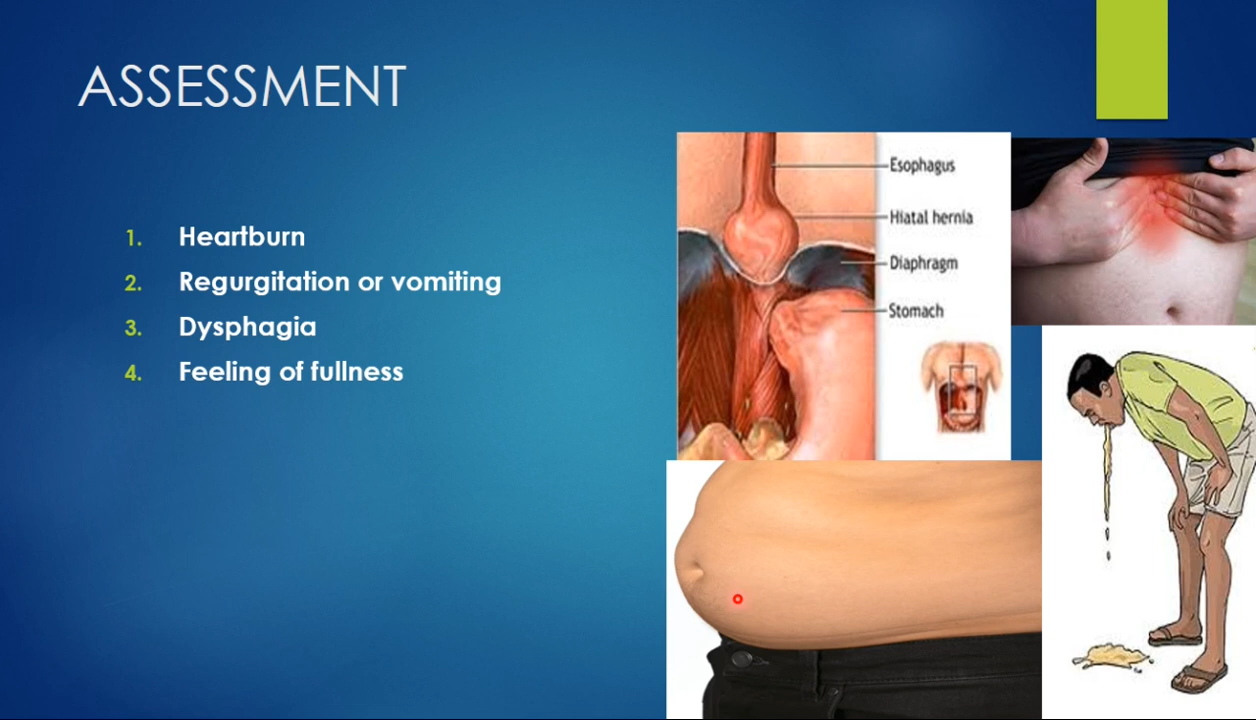 ASSESSMENT
1. Heartburn
2. Regurgitation or vomiting
3. Dysphagia
4. Feeling of fullness
Esophagus
Hiatal hernia
Diaphragm
Stomach